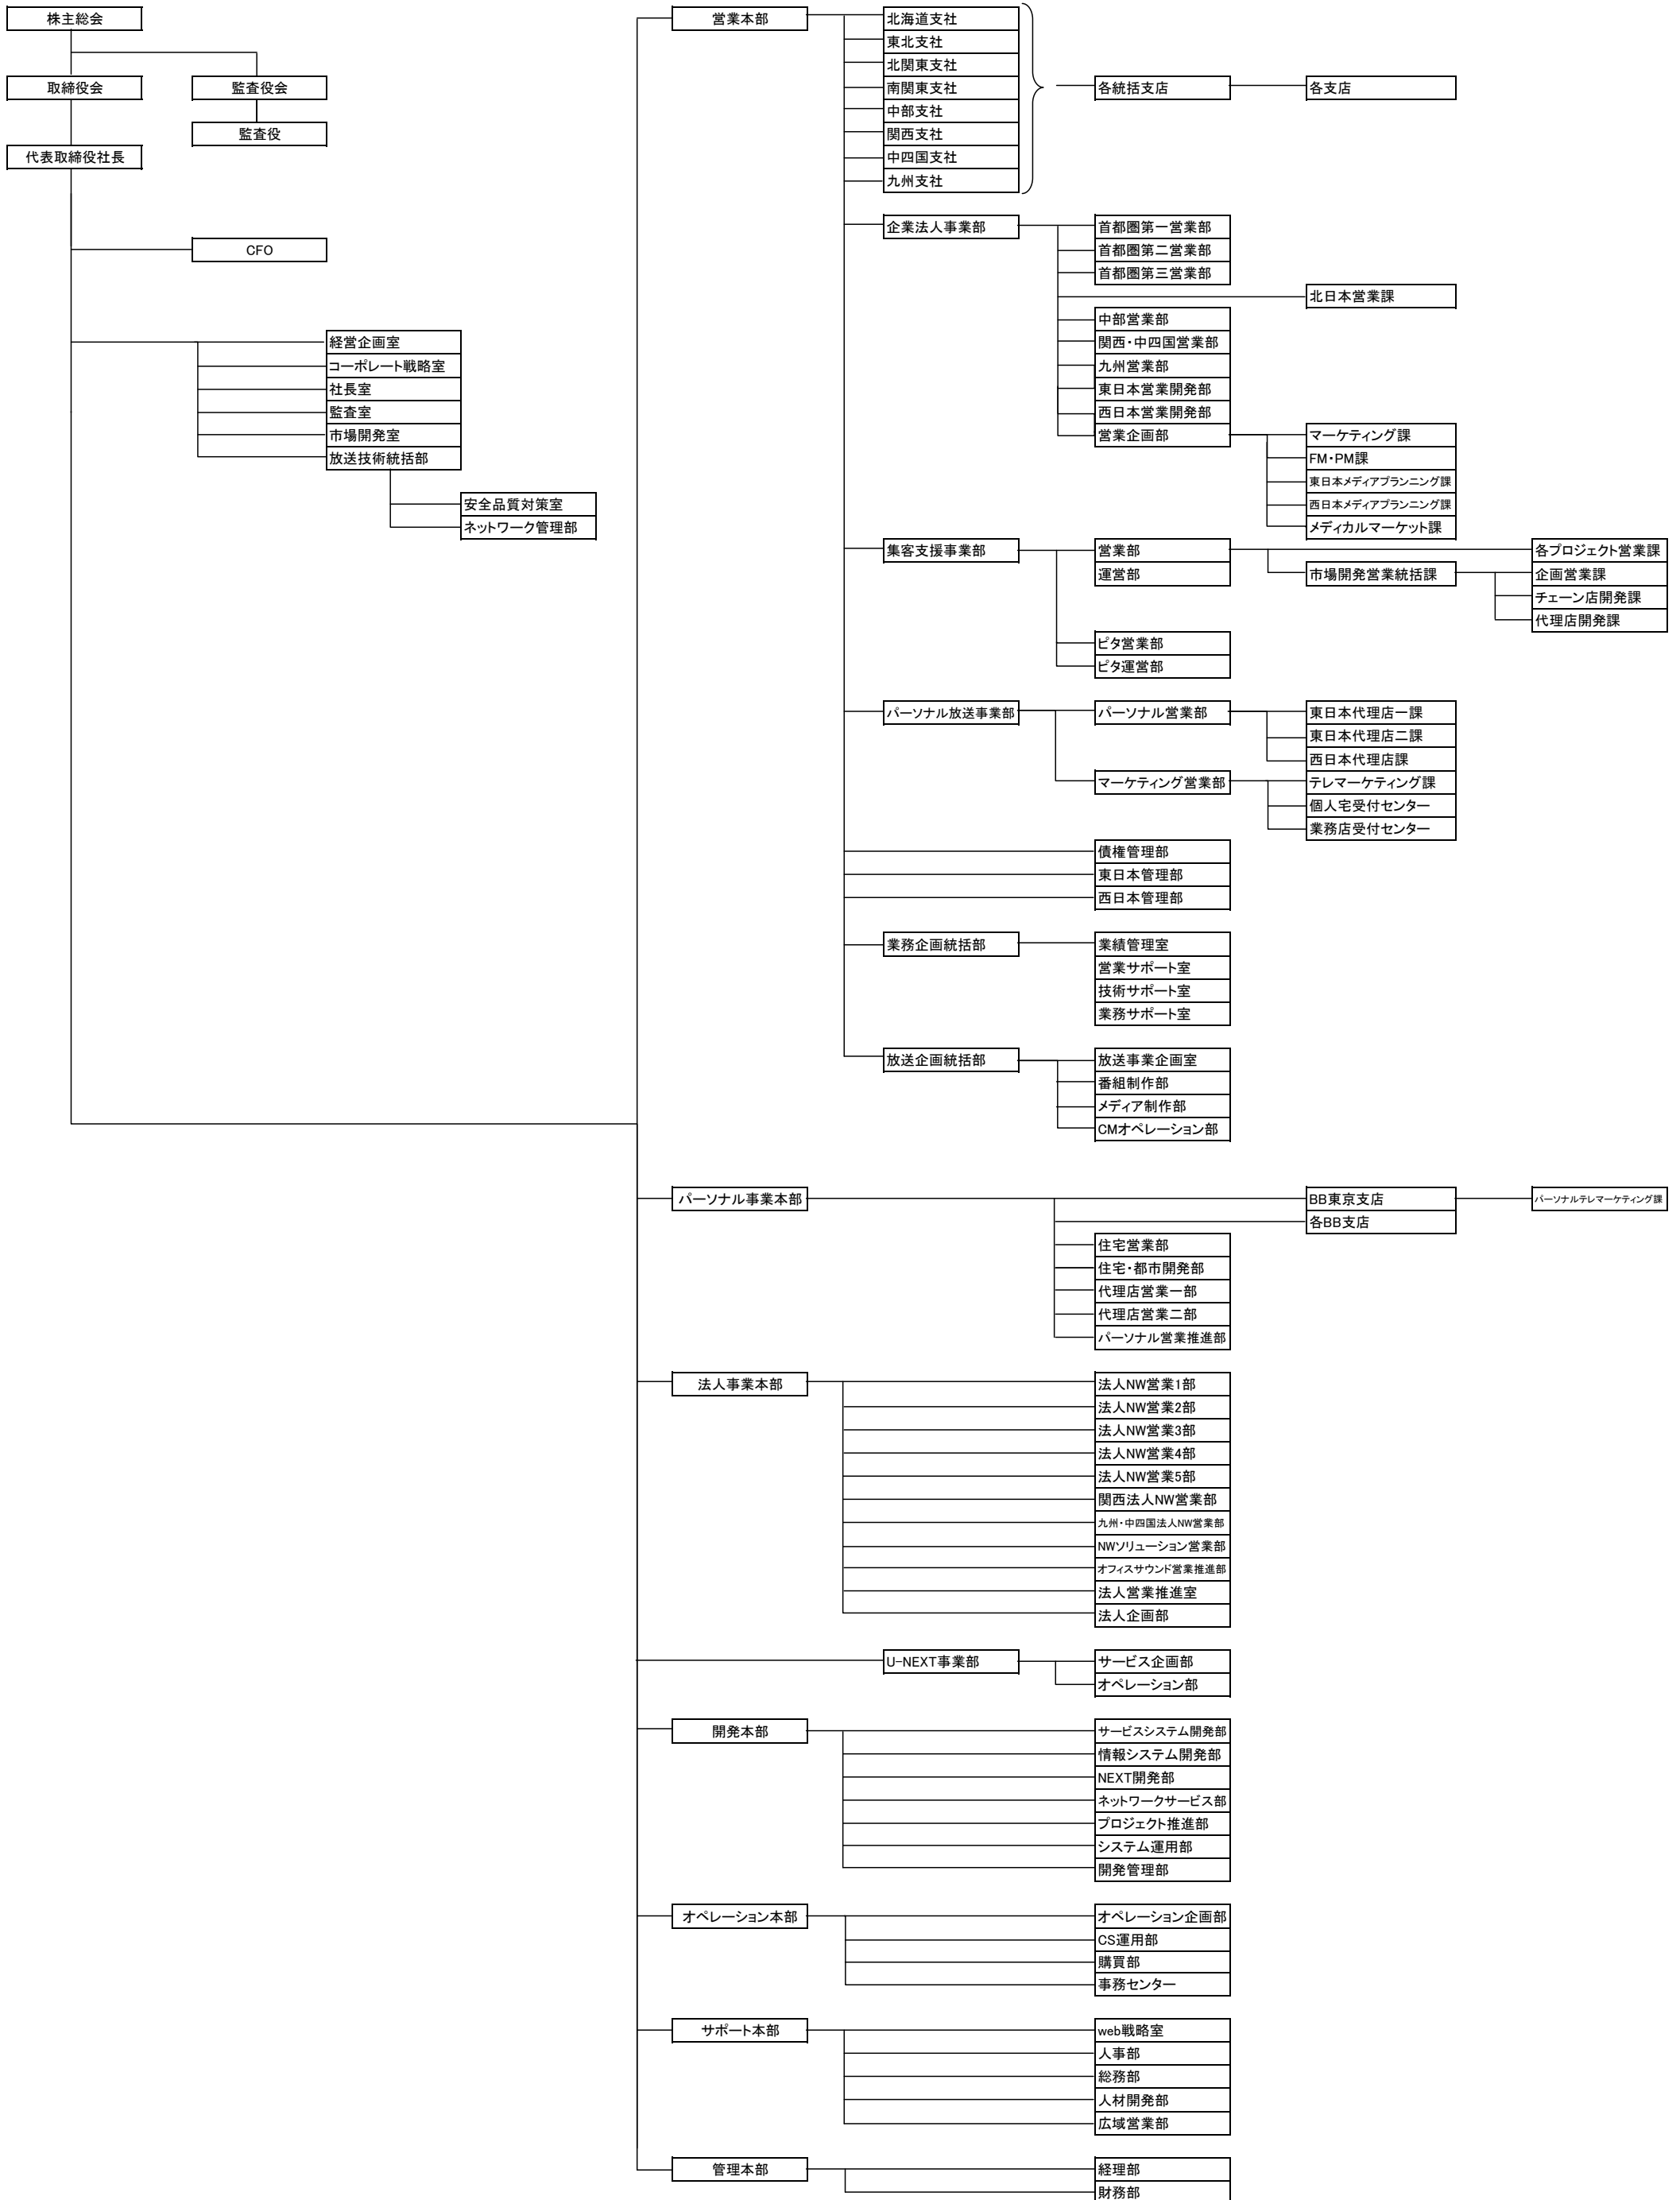 株主総会
取締役会
監査役会
監査役
代表取締役社長
CFO
経営企画室
コーポレート戦略室
社長室
監査室
市場開発室
放送技術統括部
安全品質対策室
ネットワーク管理部
営業本部
北海道支社
東北支社
北関東支社
南関東支社
中部支社
関西支社
中四国支社
九州支社
各統括支店
各支店
企業法人事業部
首都圏第一営業部
首都圏第二営業部
首都圏第三営業部
北日本営業課
中部営業部
関西・中四国営業部
九州営業部
東日本営業開発部
西日本営業開発部
営業企画部
マーケティング課
FM・PM課
東日本メディアプランニング課
西日本メディアプランニング課
メディカルマーケット課
集客支援事業部
営業部
運営部
各プロジェクト営業課
市場開発営業統括課
企画営業課
チェーン店開発課
代理店開発課
ピタ営業部
ピタ運営部
パーソナル放送事業部
パーソナル営業部
東日本代理店一課
東日本代理店二課
西日本代理店課
マーケティング営業部
テレマーケティング課
個人宅受付センター
業務店受付センター
債権管理部
東日本管理部
西日本管理部
業務企画統括部
業績管理室
営業サポート室
技術サポート室
業務サポート室
放送企画統括部
放送事業企画室
番組制作部
メディア制作部
CMオペレーション部
パーソナル事業本部
BB東京支店
パーソナルテレマーケティング課
各BB支店
住宅営業部
住宅・都市開発部
代理店営業一部
代理店営業二部
パーソナル営業推進部
法人事業本部
法人NW営業1部
法人NW営業2部
法人NW営業3部
法人NW営業4部
法人NW営業5部
関西法人NW営業部
九州・中四国法人NW営業部
NWソリューション営業部
オフィスサウンド営業推進部
法人営業推進室
法人企画部
U-NEXT事業部
サービス企画部
オペレーション部
開発本部
サービスシステム開発部
情報システム開発部
NEXT開発部
ネットワークサービス部
プロジェクト推進部
システム運用部
開発管理部
オペレーション本部
オペレーション企画部
CS運用部
購買部
事務センター
サポート本部
web戦略室
人事部
総務部
人材開発部
広域営業部
管理本部
経理部
財務部